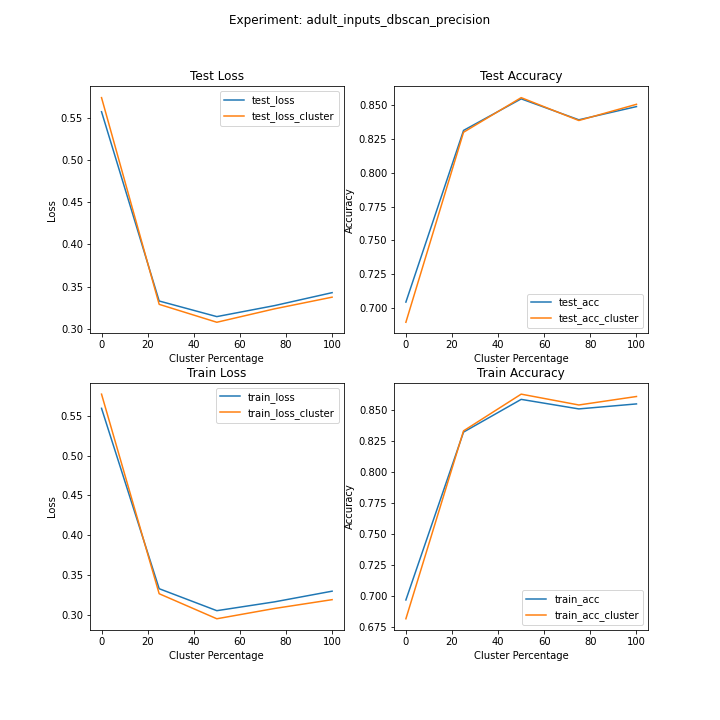 Experiment: adult_inputs_dbscan_precision
Test Loss
test_loss
test_loss_cluster
0.55
0.50
0.45
0.40
0.35
0.30
Loss
0 20 40 60 80 100
Cluster Percentage
Test Accuracy
0.850
0.825
0.800
0.775
0.750
0.725
0.700
Accuracy
test_acc
test_acc_cluster
0 20 40 60 80 100
Cluster Percentage
Train Loss
train_loss
train_loss_cluster
0.55
0.50
0.45
0.40
0.35
0.30
Loss
0 20 40 60 80 100
Cluster Percentage
Train Accuracy
0.850
0.825
0.800
0.775
0.750
0.725
0.700
0.675
Accuracy
train_acc
train_acc_cluster
0 20 40 60 80 100
Cluster Percentage